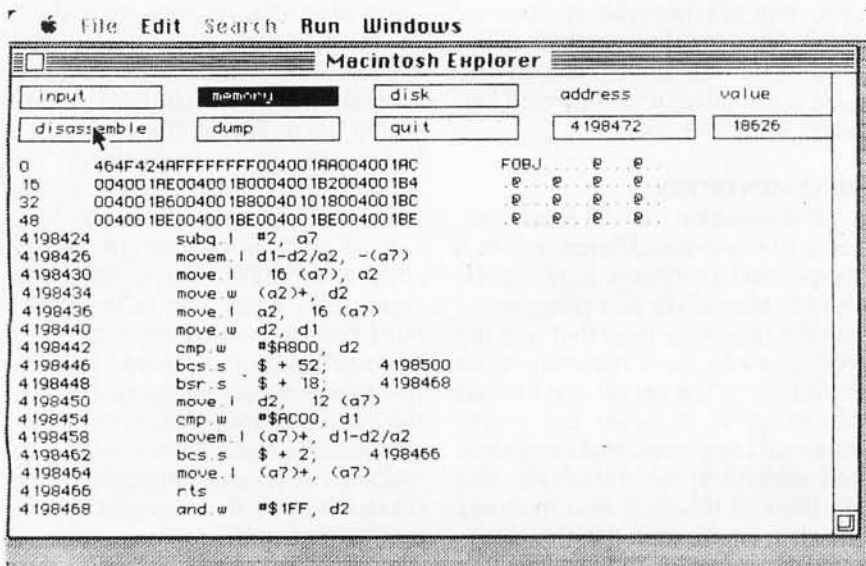 File Edit Search Run Windows
Macintosh Explorer
input memory disk address value
disassemble dump quit 4198472 18626
0 464F424AFFFFFFFF004001AA004001AC FOBJ......@...@..
16 004001AE004001B0004001B2004001B4 .@...@...@...@..
32 004001B6004001B800401018004001BC .@...@...@...@..
48 004001BE004001BE004001BE004001BE .@...@...@...@..
4198424 subq.l #2, a7
4198426 movem.l d1-d2/a2, -(a7)
4198430 move.l 16 (a7), a2
4198434 move.w (a2)+, d2
4198436 move.l a2, 16 (a7)
4198440 move.w d2, d1
4198442 cmp.w #$A800, d2
4198446 bcs.s $ + 52; 4198500
4198448 bsr.s $ + 18; 4198468
4198450 move.l d2, 12 (a7)
4198454 cmp.w #$AC00, d1
4198458 movem.l (a7)+, d1-d2/a2
4198462 bcs.s $ + 2; 4198466
4198464 move.l (a7)+, (a7)
4198466 rts
4198468 and.w #$1FF, d2